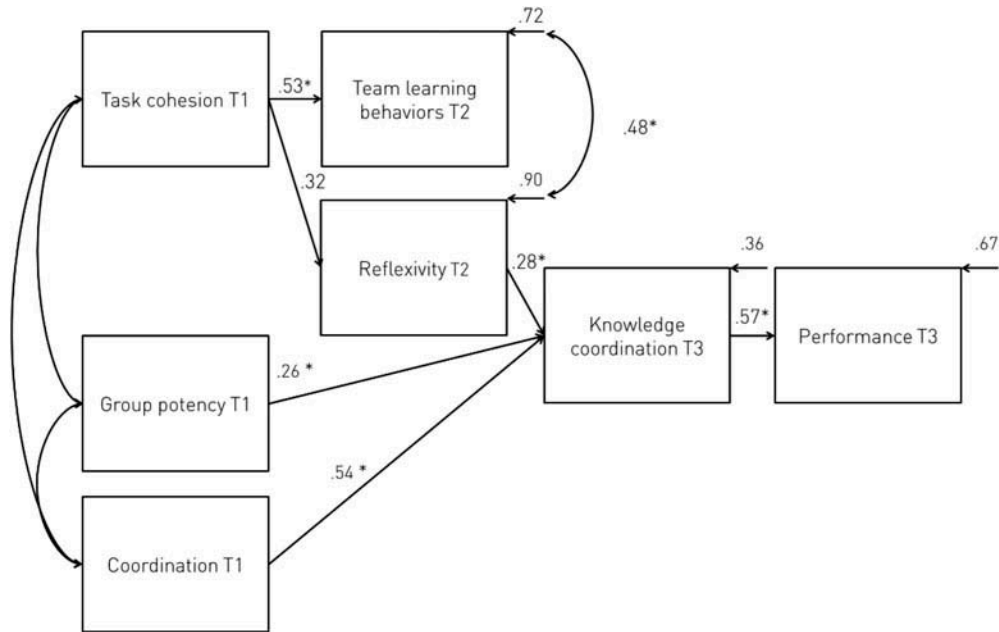 .72
Task cohesion T1
.53*
Team learning
behaviors T2
.48*
.32
.90
Reflexivity T2
.28*
.36
.67
Knowledge
coordination T3
.57*
Performance T3
.26 *
Group potency T1
.54 *
Coordination T1